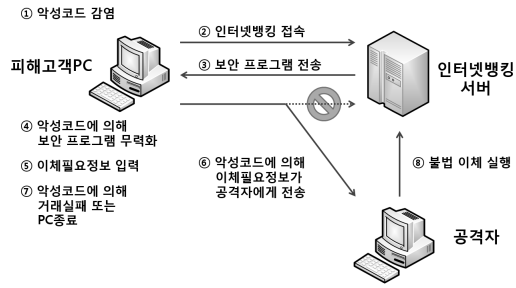 ① 악성코드 감염
② 인터넷뱅킹 접속
피해고객PC
③ 보안 프로그램 전송
인터넷뱅킹
서버
④ 악성코드에 의해
보안 프로그램 무력화
⑤ 이체필요정보 입력
⑥ 악성코드에 의해
이체필요정보가
공격자에게 전송
⑦ 악성코드에 의해
거래실패 또는
PC종료
⑧ 불법 이체 실행
공격자